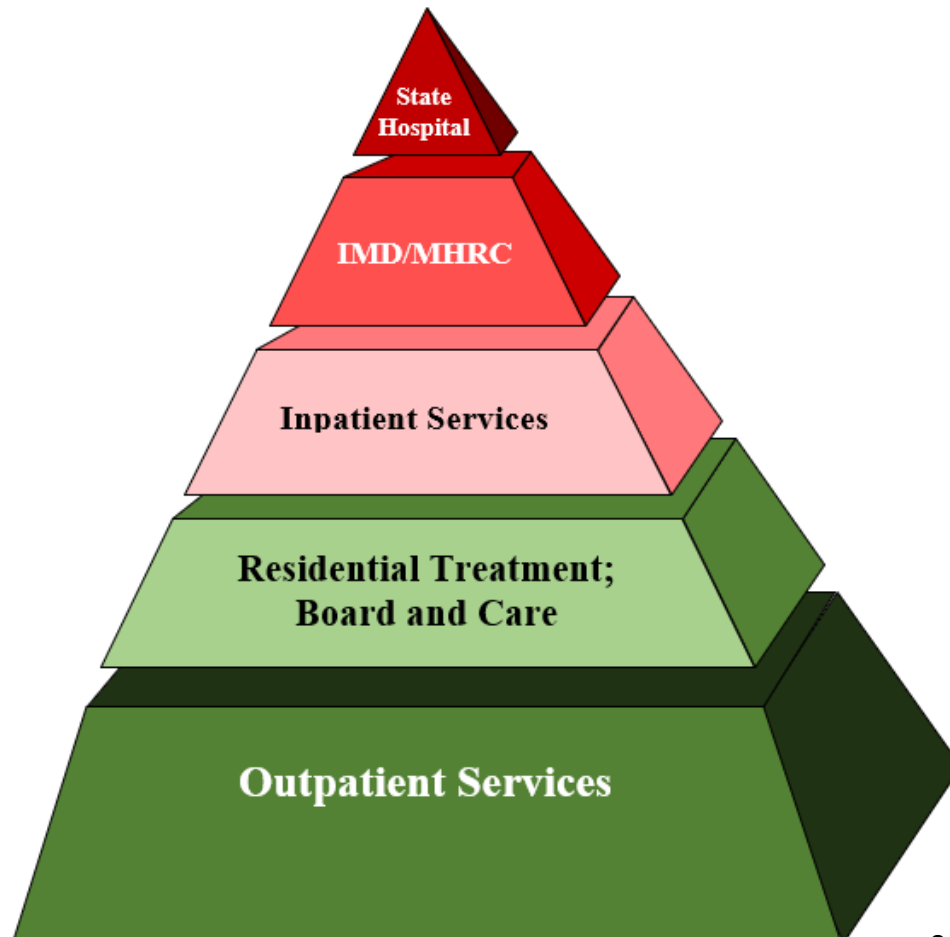 State
Hospital
IMD/MHRC
Inpatient Services
Residential Treatment;
Board and Care
Outpatient Services